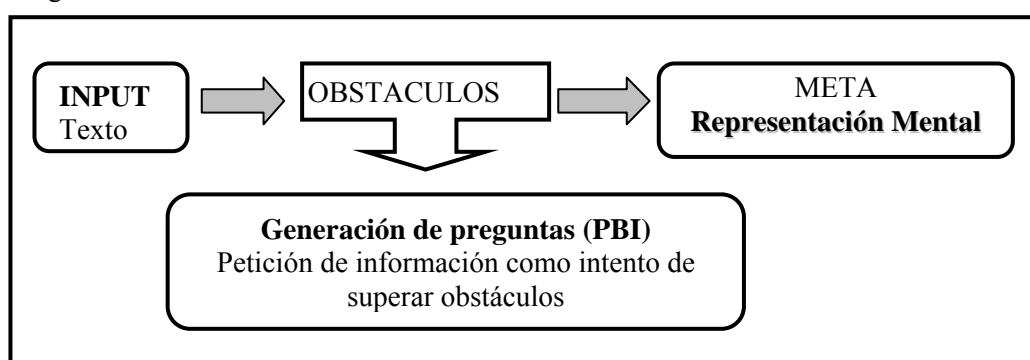 INPUT
Texto
OBSTACULOS
META
Representación Mental
Generación de preguntas (PBI)
Petición de información como intento de
superar obstáculos